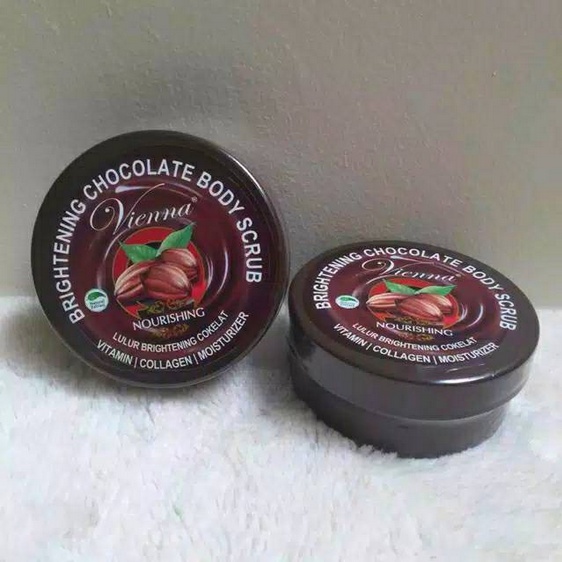 BRIGHTENING CHOCOLATE BODY SCRUB
Vienna®
NOURISHING
LULUR BRIGHTENING COKELAT
VITAMIN | COLLAGEN | MOISTURIZER
BRIGHTENING CHOCOLATE BODY SCRUB
Vienna®
NOURISHING
LULUR BRIGHTENING COKELAT
VITAMIN | COLLAGEN | MOISTURIZER